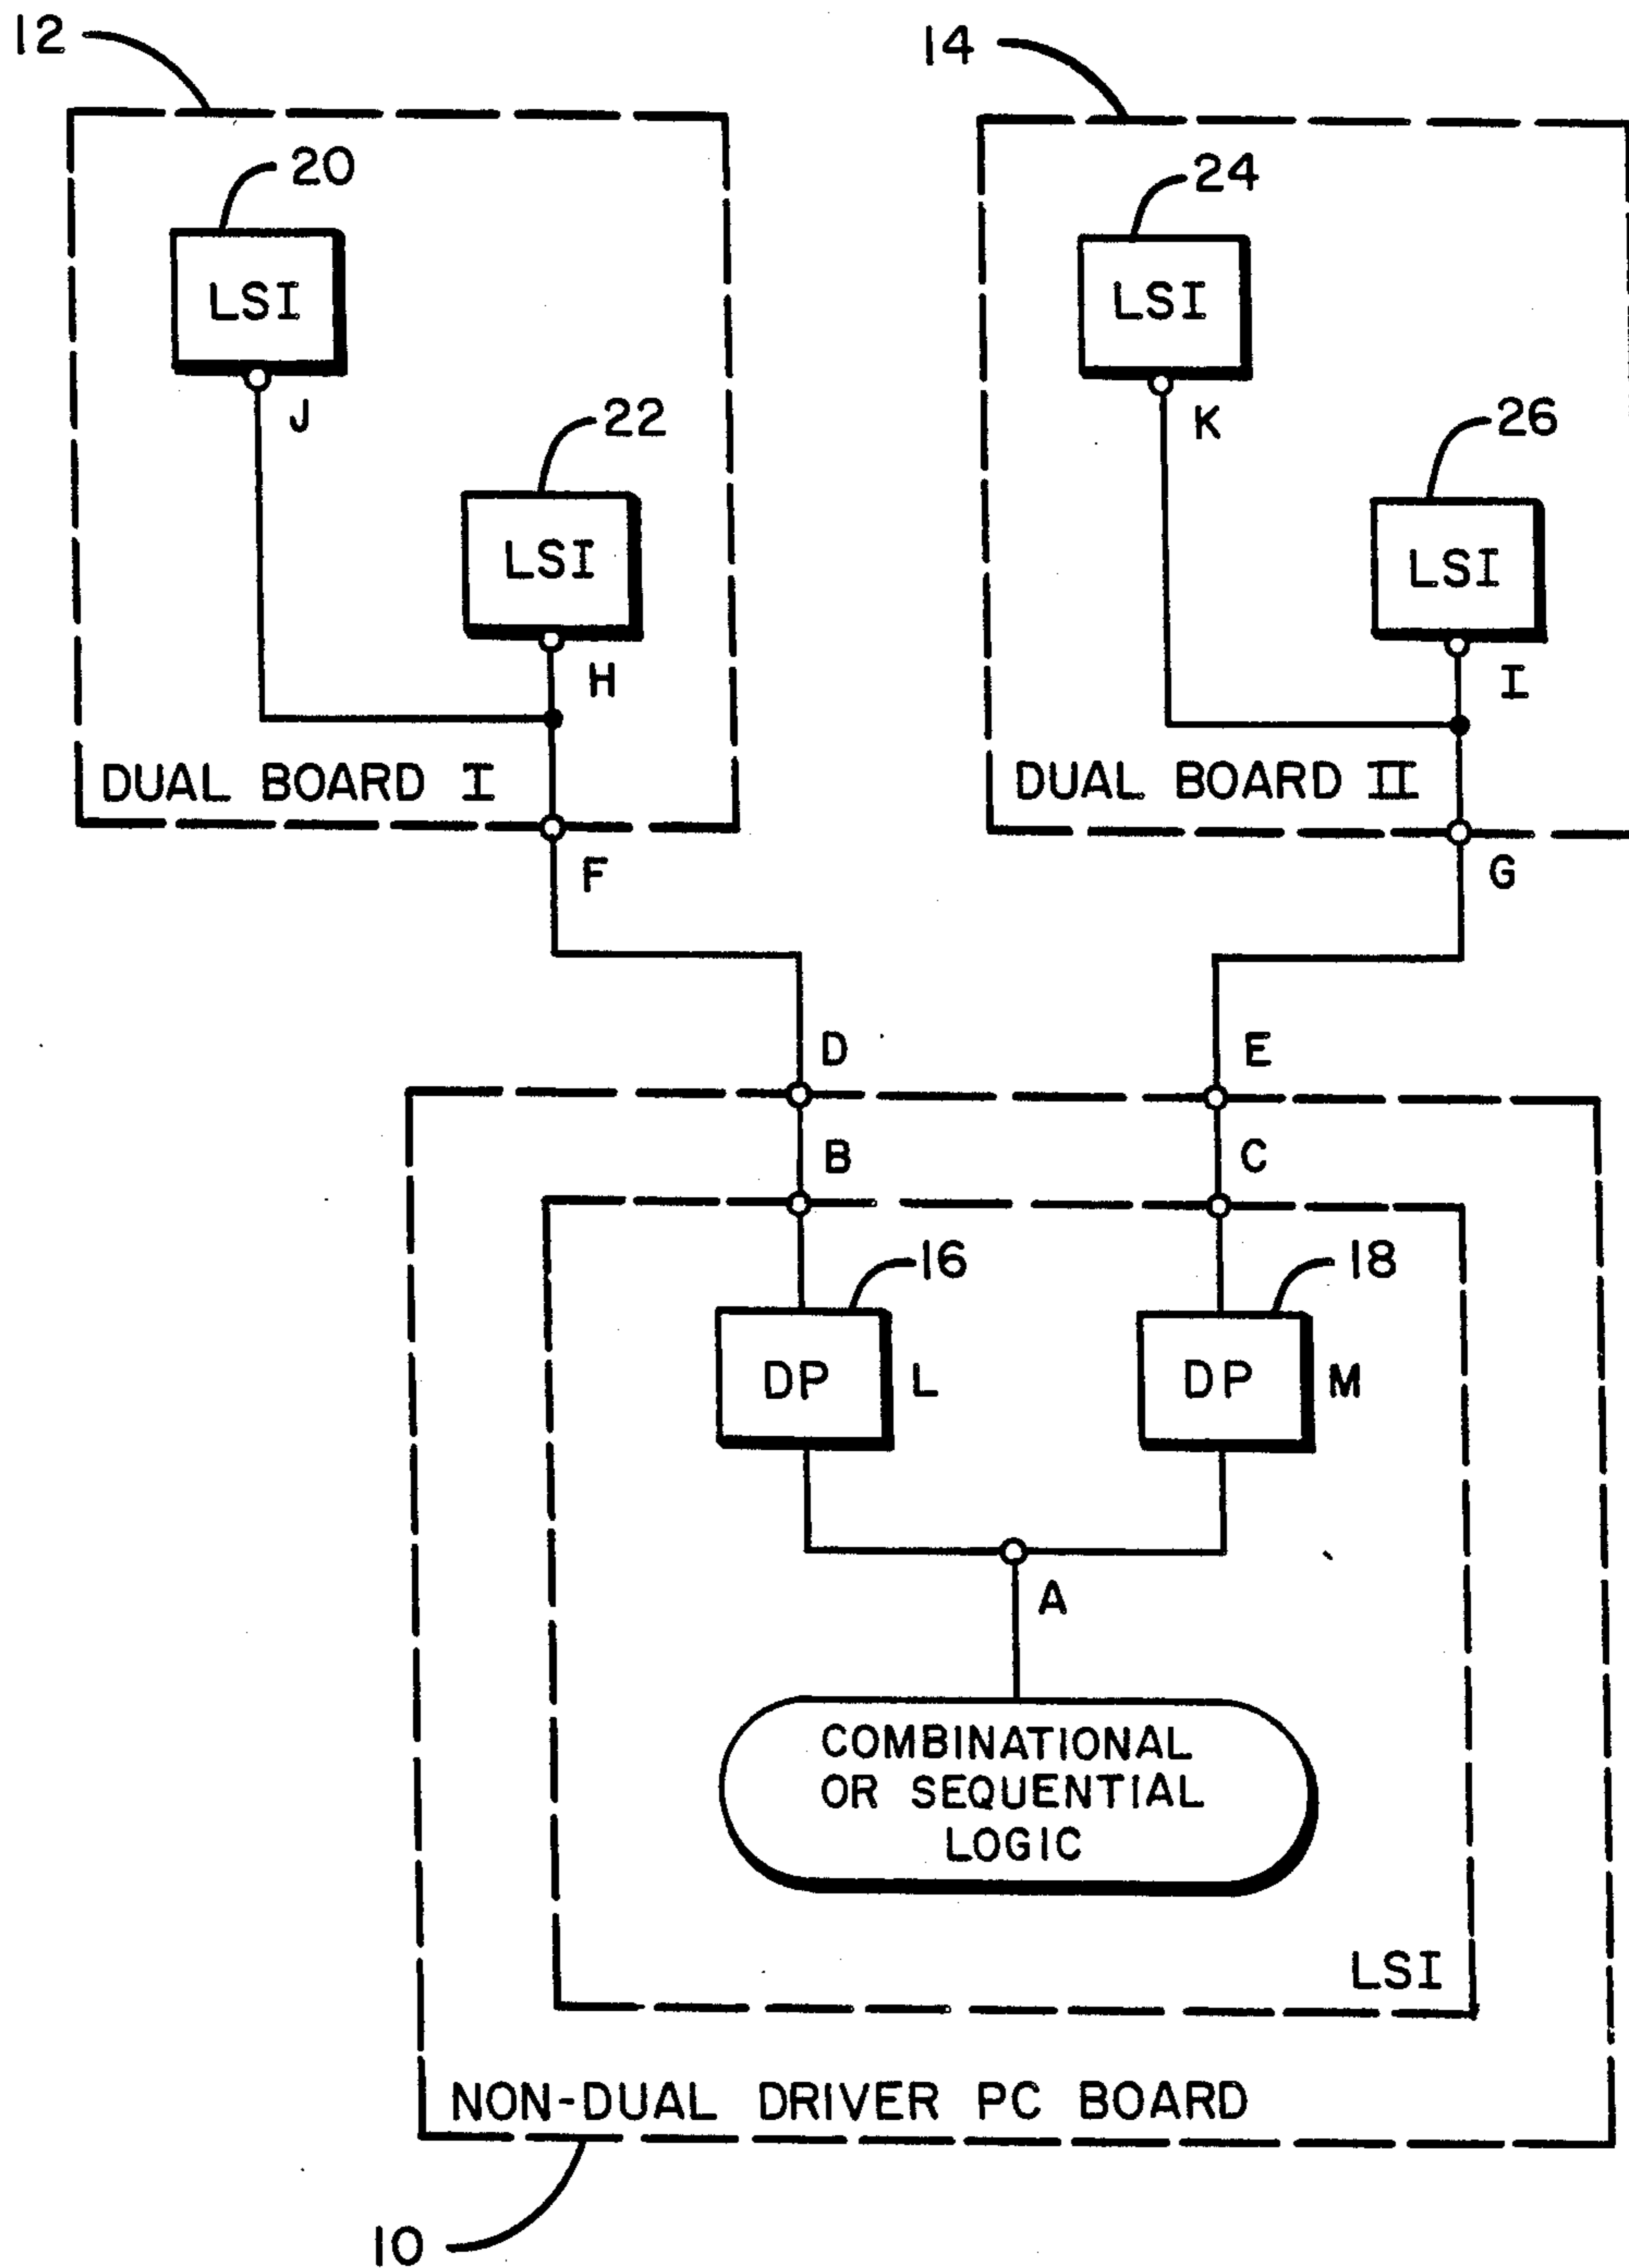 12
14
20
24
LSI
LSI
J
K
22
26
LSI
LSI
H
I
DUAL BOARD I
DUAL BOARD II
F
G
D
E
B
C
16
18
DP
L
DP
M
A
COMBINATIONAL
OR SEQUENTIAL
LOGIC
LSI
NON-DUAL DRIVER PC BOARD
10